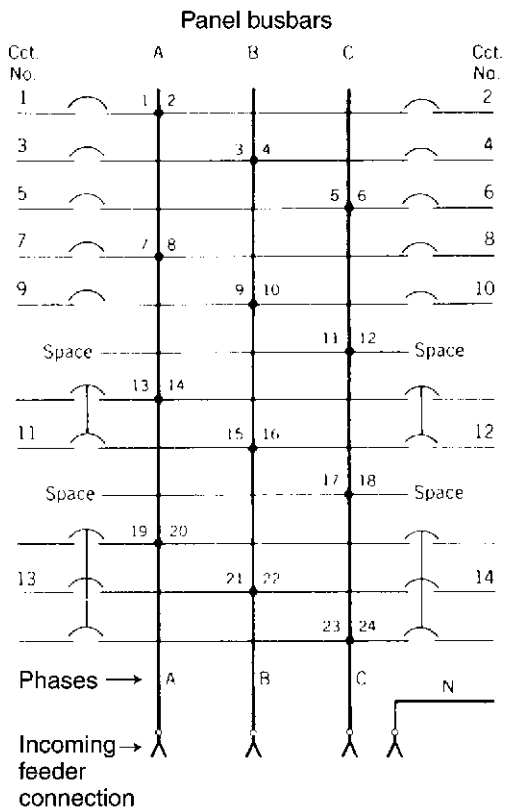 Panel busbars
Cct. No. A B C Cct. No.
1 1 2 2
3 3 4 4
5 5 6 6
7 7 8 8
9 9 10 10
Space 11 12 Space
13 14
11 15 16 12
Space 17 18 Space
19 20
13 21 22 14
23 24
Phases A B C N
Incoming
feeder
connection